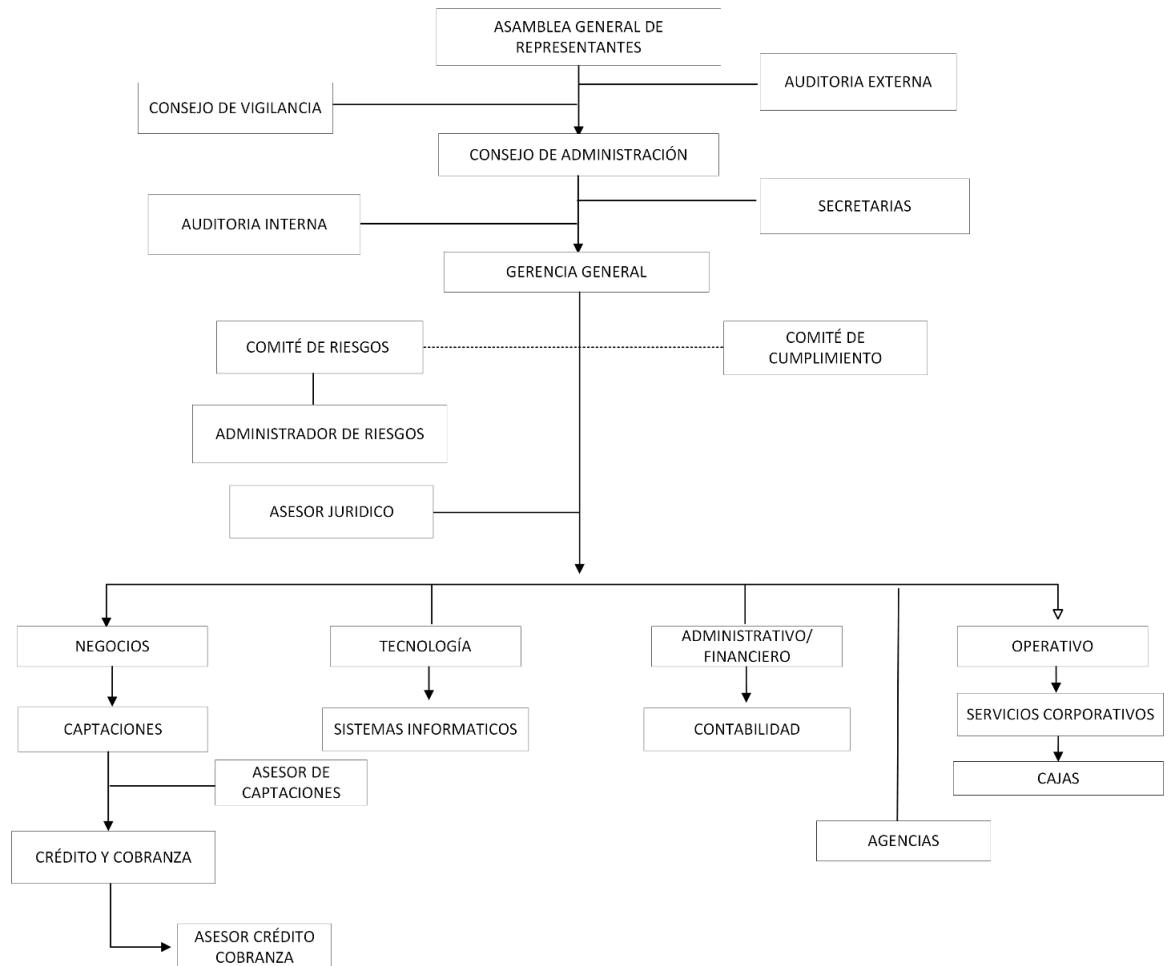 ASAMBLEA GENERAL DE
REPRESENTANTES
AUDITORIA EXTERNA
CONSEJO DE VIGILANCIA
CONSEJO DE ADMINISTRACIÓN
SECRETARIAS
AUDITORIA INTERNA
GERENCIA GENERAL
COMITÉ DE RIESGOS
COMITÉ DE
CUMPLIMIENTO
ADMINISTRADOR DE RIESGOS
ASESOR JURIDICO
NEGOCIOS
TECNOLOGÍA
ADMINISTRATIVO/
FINANCIERO
OPERATIVO
CAPTACIONES
SISTEMAS INFORMATICOS
CONTABILIDAD
SERVICIOS CORPORATIVOS
ASESOR DE
CAPTACIONES
CAJAS
CRÉDITO Y COBRANZA
AGENCIAS
ASESOR CRÉDITO
COBRANZA